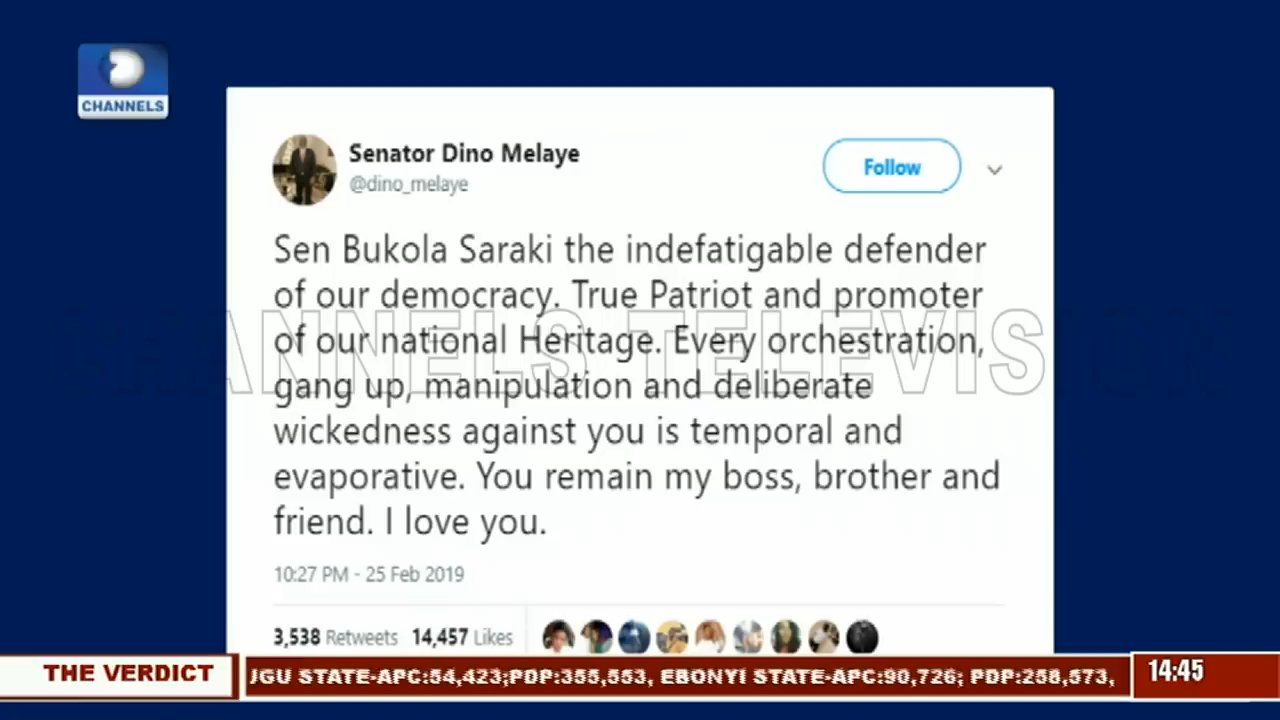 CHANNELS
Senator Dino Melaye
@dino_melaye
Follow
Sen Bukola Saraki the indefatigable defender
of our democracy. True Patriot and promoter
of our national Heritage. Every orchestration,
gang up, manipulation and deliberate
wickedness against you is temporal and
evaporative. You remain my boss, brother and
friend. I love you.
CHANNELS TELEVIS
10:27 PM - 25 Feb 2019
3,538 Retweets 14,457 Likes
THE VERDICT
UGU STATE-APC:54,423;PDP:355,553, EBONYI STATE-APC:90,726; PDP:258,573,
14:45